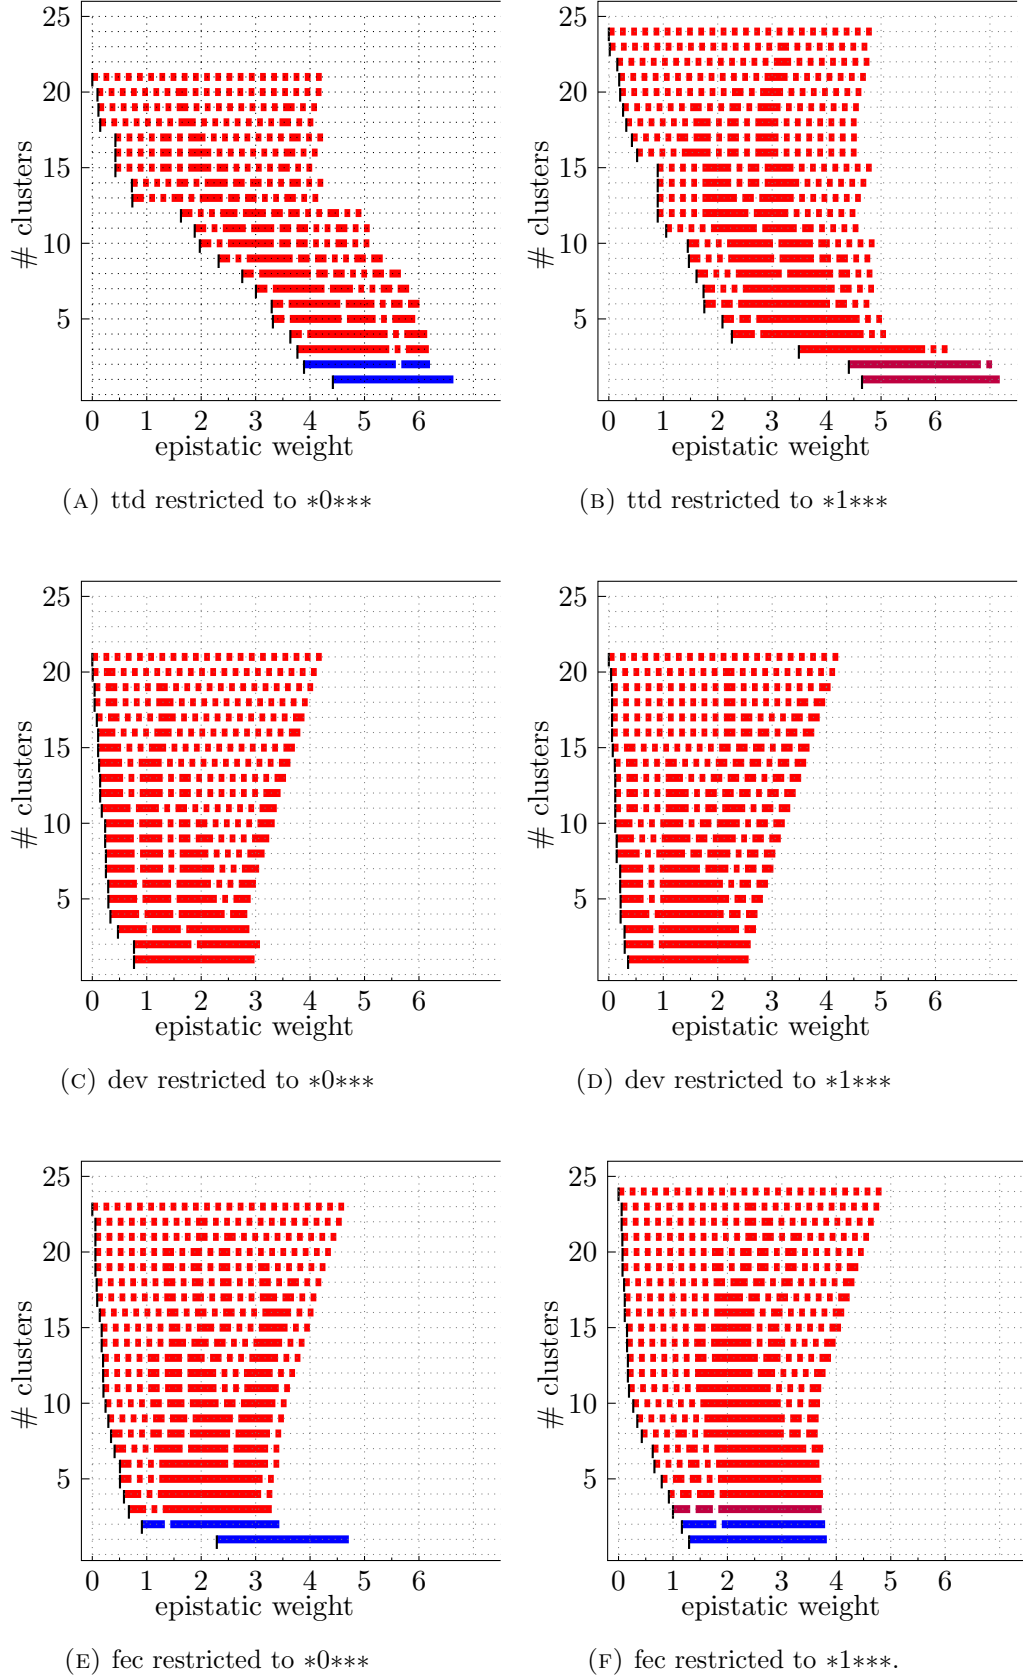 25
20
15
10
5
# clusters
0 1 2 3 4 5 6
epistatic weight
(A) ttd restricted to ∗0∗∗∗
25
20
15
10
5
# clusters
0 1 2 3 4 5 6
epistatic weight
(B) ttd restricted to ∗1∗∗∗
25
20
15
10
5
# clusters
0 1 2 3 4 5 6
epistatic weight
(C) dev restricted to ∗0∗∗∗
25
20
15
10
5
# clusters
0 1 2 3 4 5 6
epistatic weight
(D) dev restricted to ∗1∗∗∗
25
20
15
10
5
# clusters
0 1 2 3 4 5 6
epistatic weight
(E) fec restricted to ∗0∗∗∗
25
20
15
10
5
# clusters
0 1 2 3 4 5 6
epistatic weight
(F) fec restricted to ∗1∗∗∗.